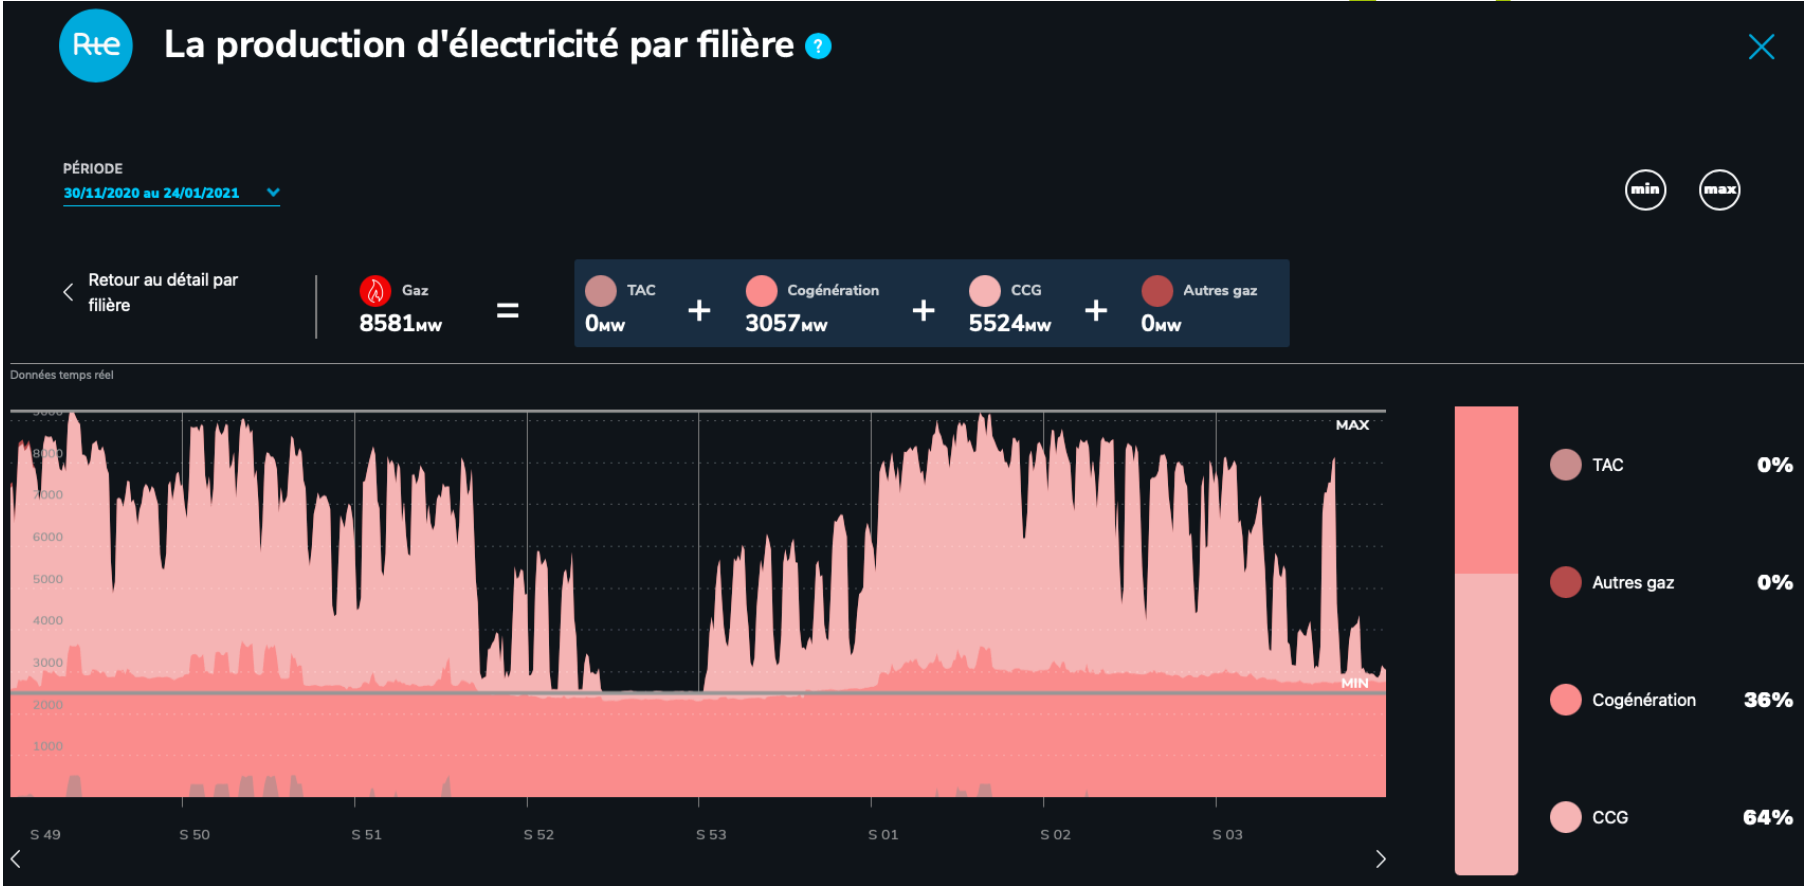 Rte
La production d'électricité par filière ?
PÉRIODE
30/11/2020 au 24/01/2021
min max
Retour au détail par
filière
Gaz
8581MW
=
TAC
0MW
+
Cogénération
3057MW
+
CCG
5524MW
+
Autres gaz
0MW
Données temps réel
9000
MAX
8000
7000
6000
5000
4000
3000
MIN
2000
1000
S 49 S 50 S 51 S 52 S 53 S 01 S 02 S 03
TAC 0%
Autres gaz 0%
Cogénération 36%
CCG 64%